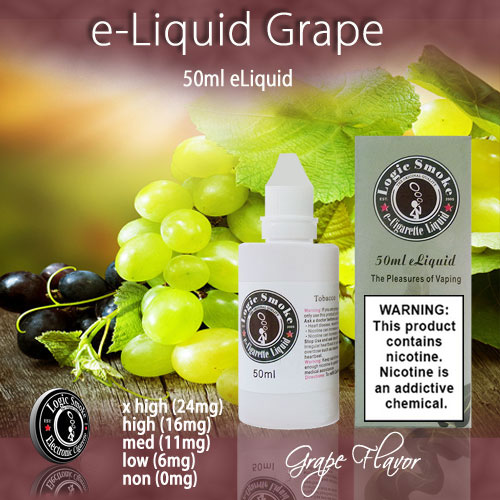 e-Liquid Grape
50ml eLiquid
Logic Smoke
e-Cigarette Liquid
50ml eLiquid
The Pleasures of Vaping
WARNING:
This product
contains
nicotine.
Nicotine is
an addictive
chemical.
Logic Smoke
e-Cigarette Liquid
Tobacco
50ml
Logic Smoke
Electronic Cigarette
x high (24mg)
high (16mg)
med (11mg)
low (6mg)
non (0mg)
Grape Flavor